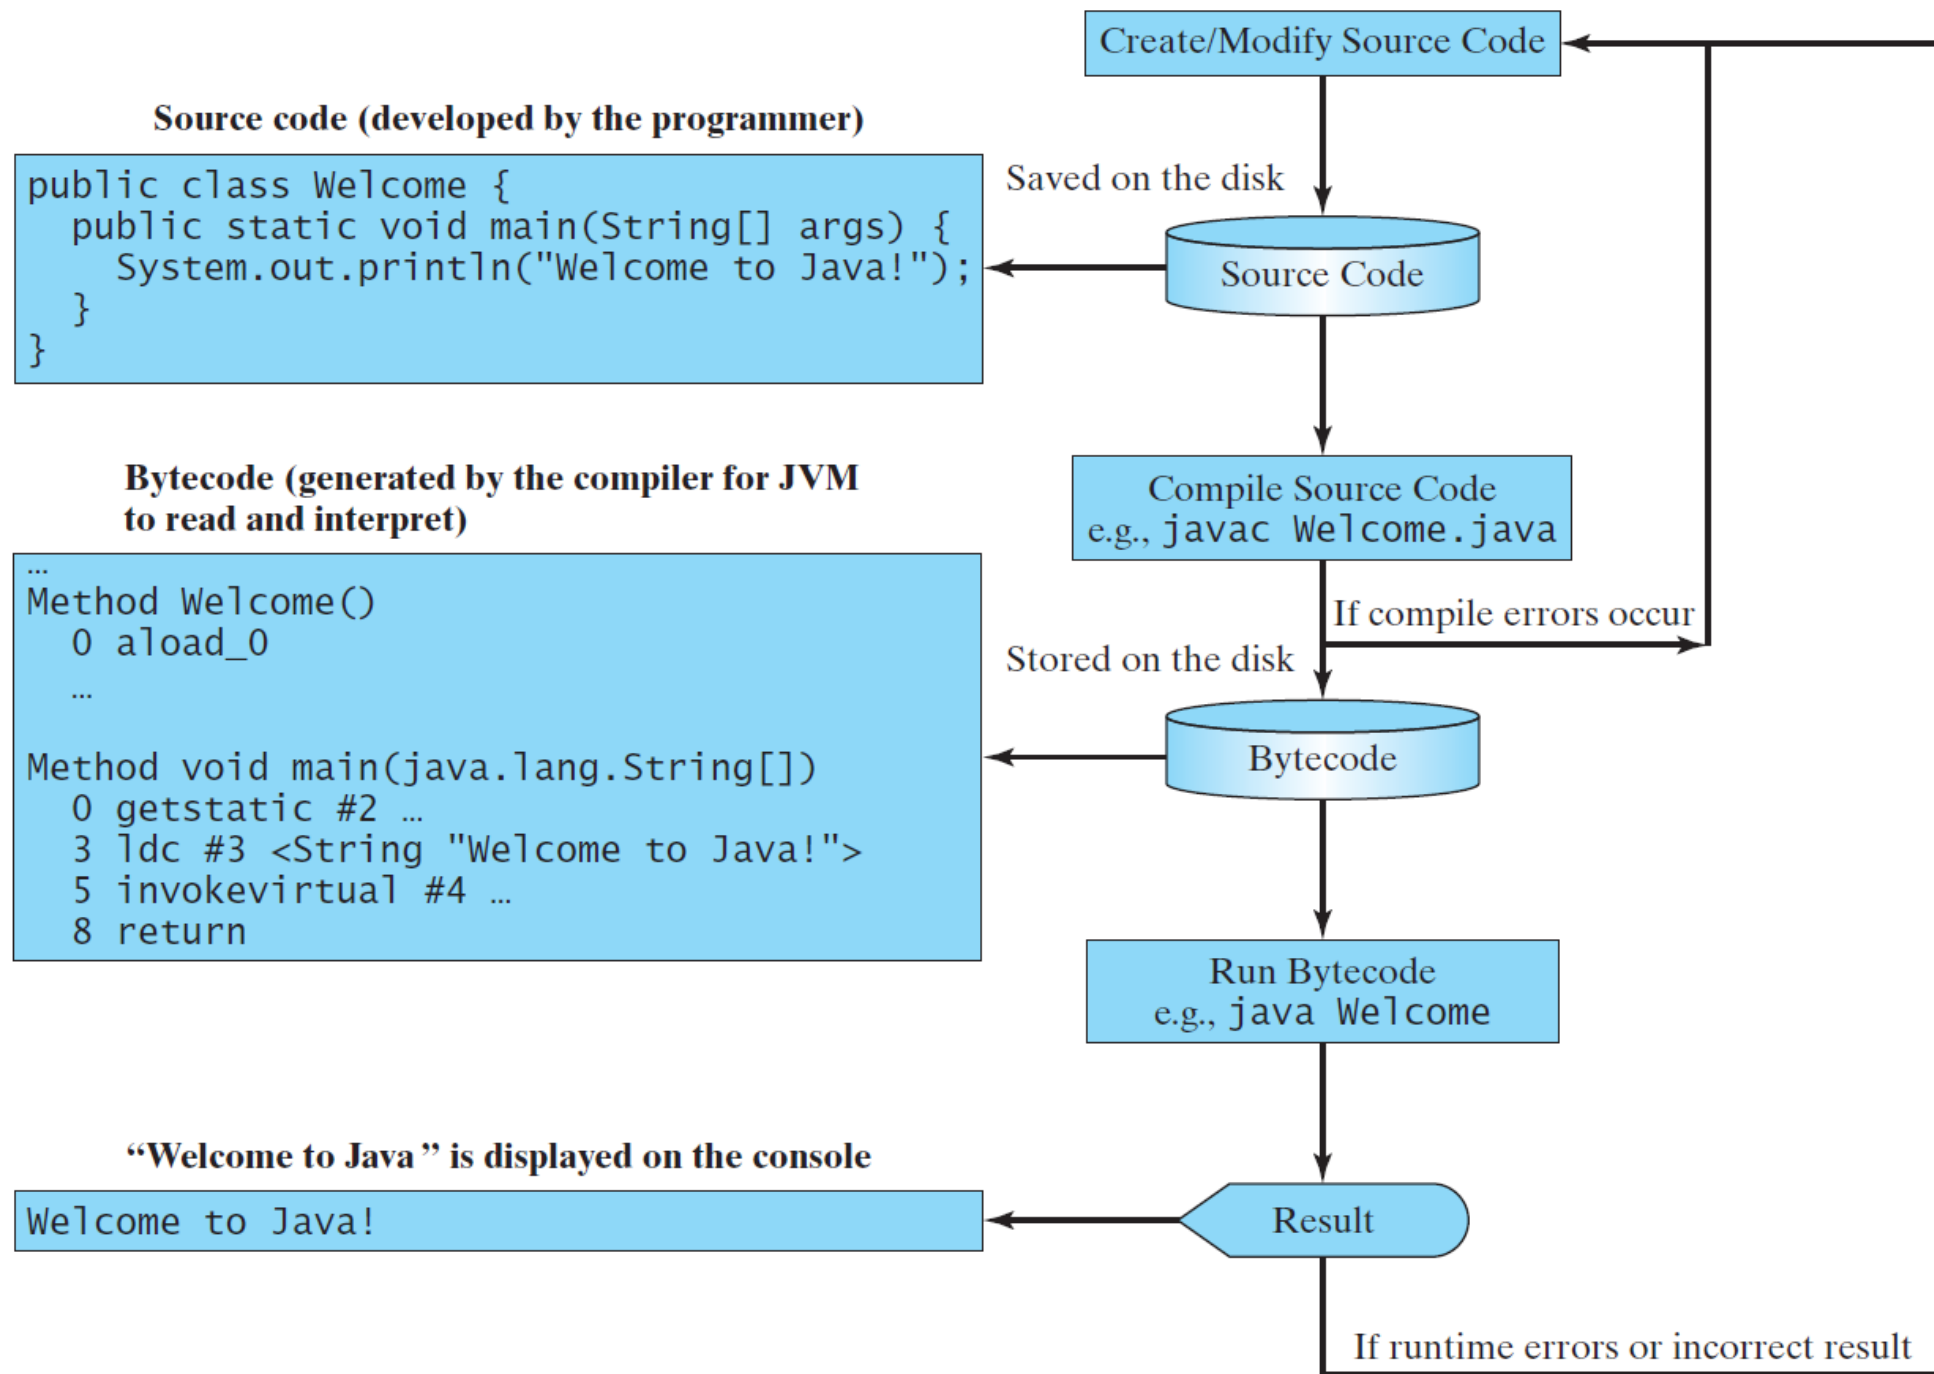 Create/Modify Source Code
Source code (developed by the programmer)
public class Welcome {
  public static void main(String[] args) {
    System.out.println("Welcome to Java!");
  }
}
Saved on the disk
Source Code
Compile Source Code
e.g., javac Welcome.java
If compile errors occur
Bytecode (generated by the compiler for JVM
to read and interpret)
…
Method Welcome()
  0 aload_0
  …
Method void main(java.lang.String[])
  0 getstatic #2 …
  3 ldc #3 <String "Welcome to Java!">
  5 invokevirtual #4 …
  8 return
Stored on the disk
Bytecode
Run Bytecode
e.g., java Welcome
“Welcome to Java” is displayed on the console
Welcome to Java!
Result
If runtime errors or incorrect result